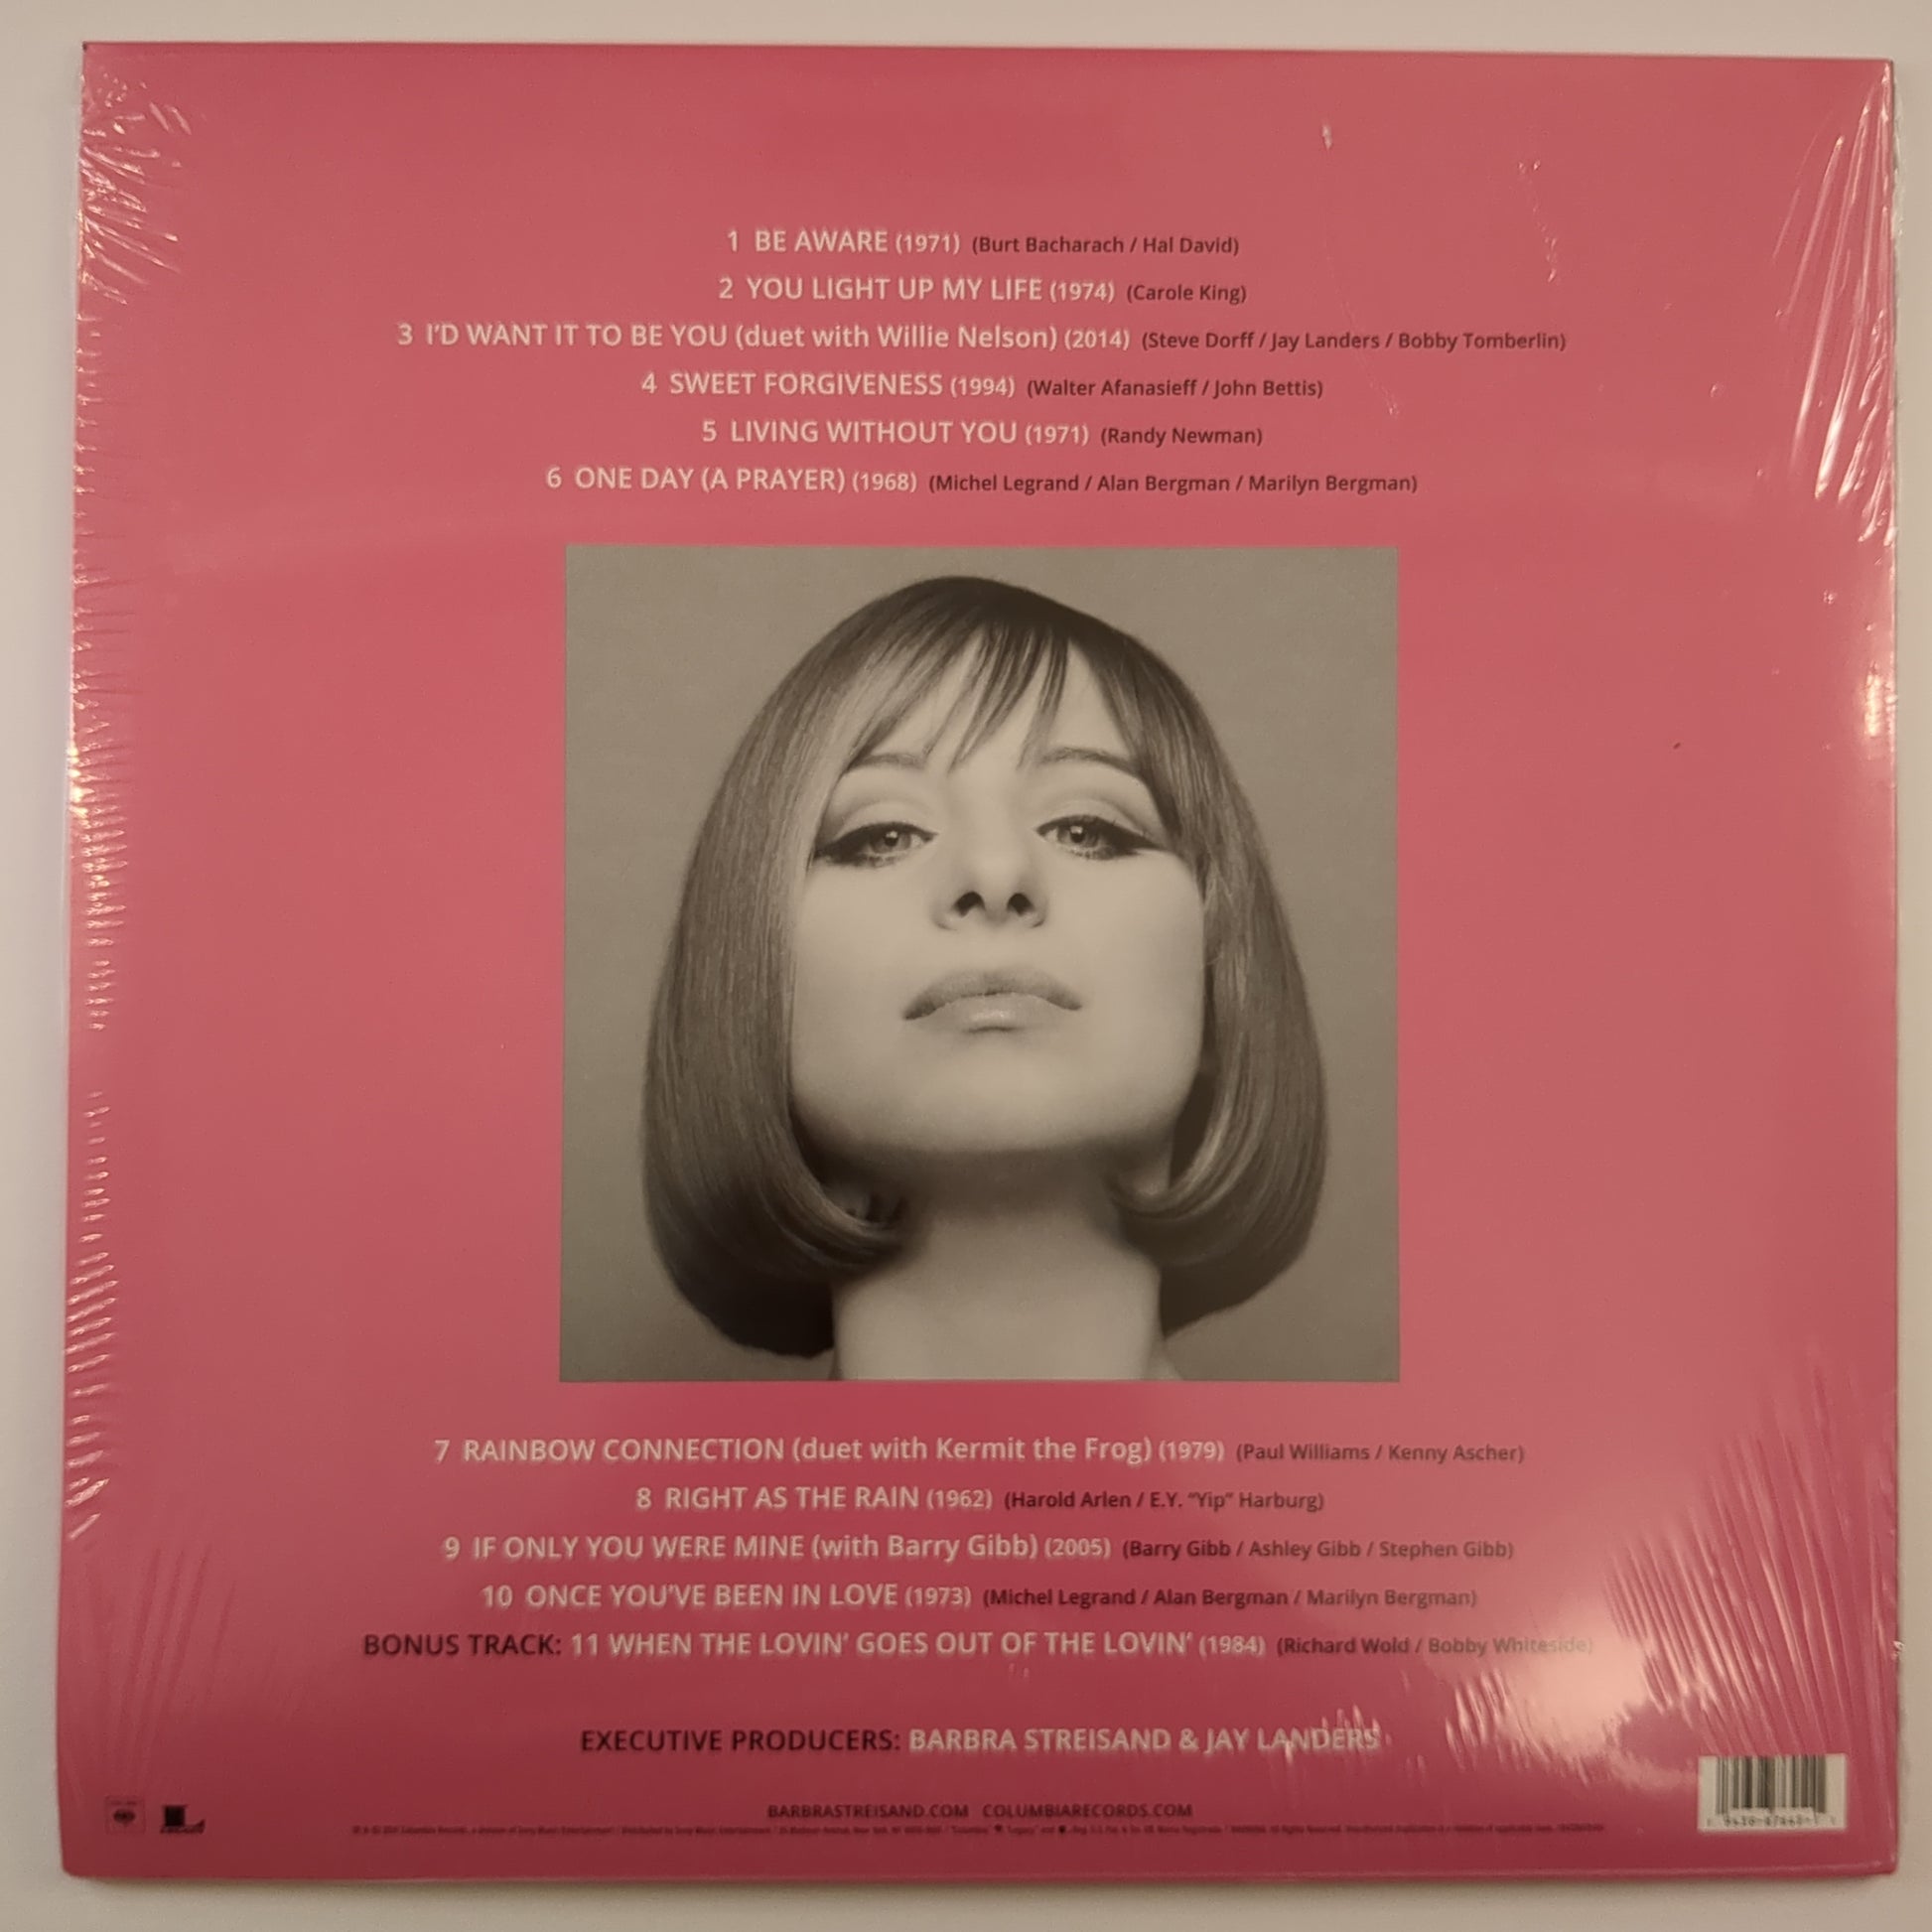 1 BE AWARE (1971) (Burt Bacharach / Hal David)
2 YOU LIGHT UP MY LIFE (1974) (Carole King)
3 I'D WANT IT TO BE YOU (duet with Willie Nelson) (2014) (Steve Dorff / Jay Landers / Bobby Tomberlin)
4 SWEET FORGIVENESS (1994) (Walter Afanasieff / John Bettis)
5 LIVING WITHOUT YOU (1971) (Randy Newman)
6 ONE DAY (A PRAYER) (1968) (Michel Legrand / Alan Bergman / Marilyn Bergman)
7 RAINBOW CONNECTION (duet with Kermit the Frog) (1979) (Paul Williams / Kenny Ascher)
8 RIGHT AS THE RAIN (1962) (Harold Arlen / E.Y. “Yip” Harburg)
9 IF ONLY YOU WERE MINE (with Barry Gibb) (2005) (Barry Gibb / Ashley Gibb / Stephen Gibb)
10 ONCE YOU'VE BEEN IN LOVE (1973) (Michel Legrand / Alan Bergman / Marilyn Bergman)
BONUS TRACK: 11 WHEN THE LOVIN' GOES OUT OF THE LOVIN' (1984) (Richard Wold / Bobby Whiteside)
EXECUTIVE PRODUCERS: BARBRA STREISAND & JAY LANDERS
BARBRASTREISAND.COM COLUMBIARECORDS.COM